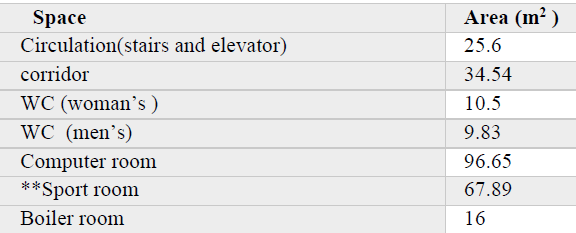 Space Area (m² )
Circulation(stairs and elevator) 25.6
corridor 34.54
WC (woman’s ) 10.5
WC (men’s) 9.83
Computer room 96.65
**Sport room 67.89
Boiler room 16